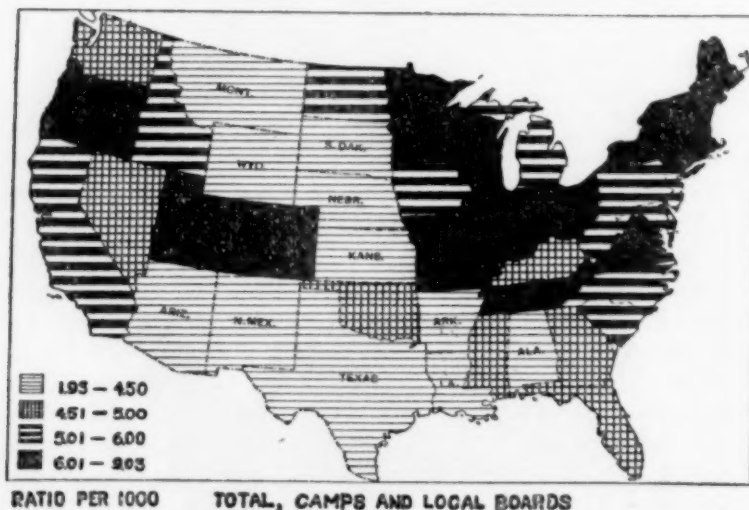 MONT.
S. DAK.
WYO.
NEBR.
KANS.
ARIZ.
N. MEX.
ARK.
ALA.
TEXAS
LA.
1.93 – 4.50
4.51 – 5.00
5.01 – 6.00
6.01 – 9.03
RATIO PER 1000 TOTAL, CAMPS AND LOCAL BOARDS